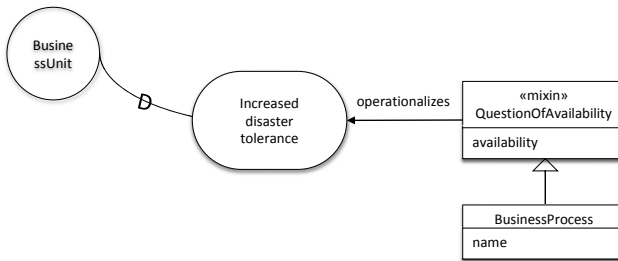 Busine
ssUnit
D
Increased
disaster
tolerance
operationalizes
«mixin»
QuestionOfAvailability
availability
BusinessProcess
name